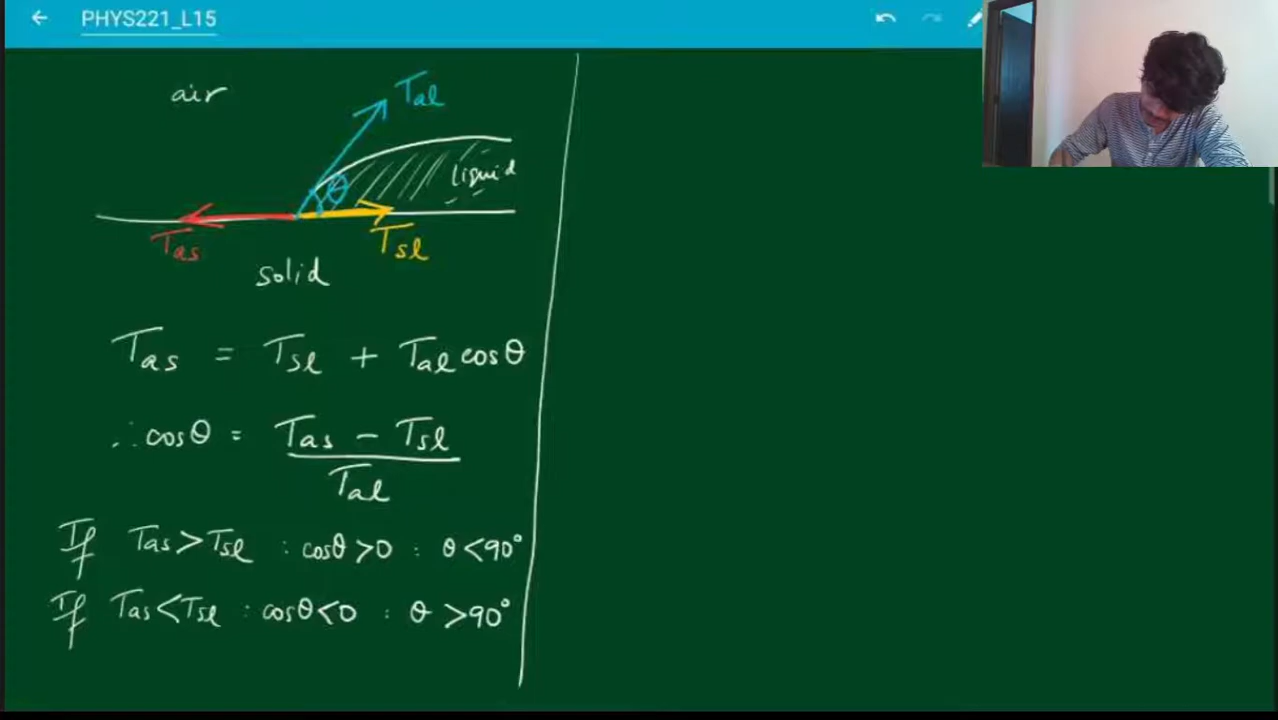 PHYS221_L15
air
Tal
θ
liquid
Tas
Tsl
solid
Tas = Tsl + Tal cosθ
∴ cosθ = Tas - Tsl
Tal
If Tas > Tsl : cosθ > 0 : θ < 90°
If Tas < Tsl : cosθ < 0 : θ > 90°